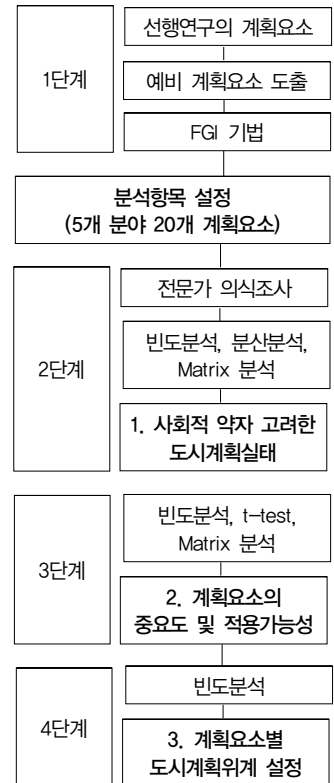 1단계
선행연구의 계획요소
예비 계획요소 도출
FGI 기법
분석항목 설정
(5개 분야 20개 계획요소)
2단계
전문가 의식조사
빈도분석, 분산분석,
Matrix 분석
1. 사회적 약자 고려한
도시계획실태
3단계
빈도분석, t-test,
Matrix 분석
2. 계획요소의
중요도 및 적용가능성
4단계
빈도분석
3. 계획요소별
도시계획위계 설정